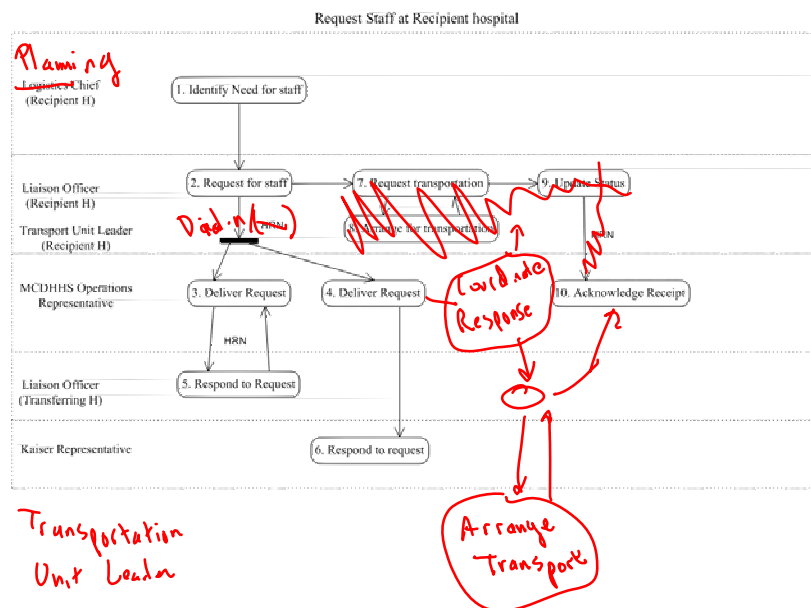 Request Staff at Recipient hospital
Planning
Logistics Chief
(Recipient H)
1. Identify Need for staff
Liaison Officer
(Recipient H)
2. Request for staff
7. Request transportation
9. Update Status
Transport Unit Leader
(Recipient H)
HRN
8. Arrange for transportation
HRN
MCDHHS Operations
Representative
3. Deliver Request
4. Deliver Request
Response
10. Acknowledge Receipt
HRN
Liaison Officer
(Transferring H)
5. Respond to Request
Kaiser Representative
6. Respond to request
Transportation
Unit Leader
Arrange
Transport